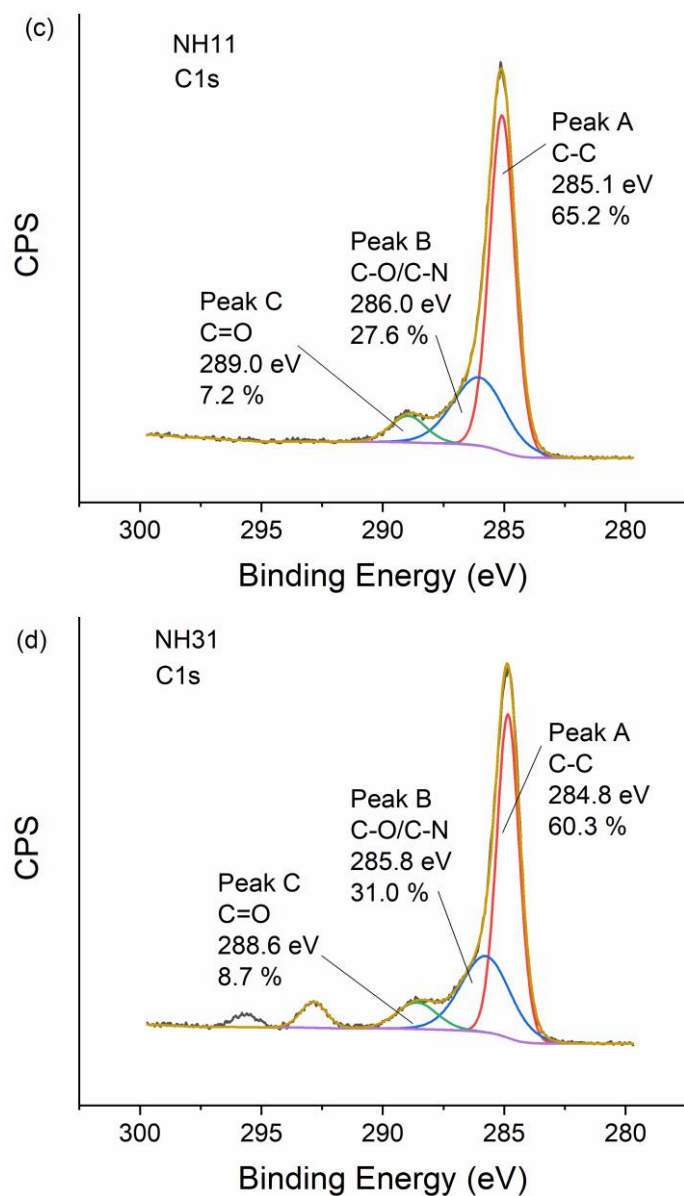 (c)
NH11
C1s
Peak A
C-C
285.1 eV
65.2 %
Peak B
C-O/C-N
286.0 eV
27.6 %
Peak C
C=O
289.0 eV
7.2 %
CPS
300 295 290 285 280
Binding Energy (eV)
(d)
NH31
C1s
Peak A
C-C
284.8 eV
60.3 %
Peak B
C-O/C-N
285.8 eV
31.0 %
Peak C
C=O
288.6 eV
8.7 %
CPS
300 295 290 285 280
Binding Energy (eV)